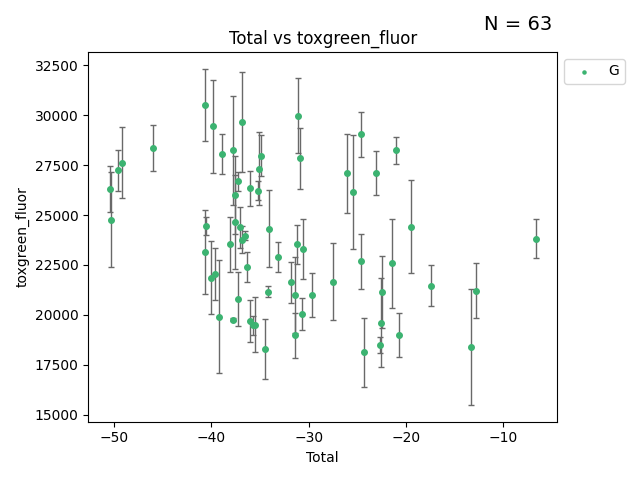 N = 63
Total vs toxgreen_fluor
G
32500
30000
27500
25000
22500
20000
17500
15000
toxgreen_fluor
−50
−40
−30
−20
−10
Total